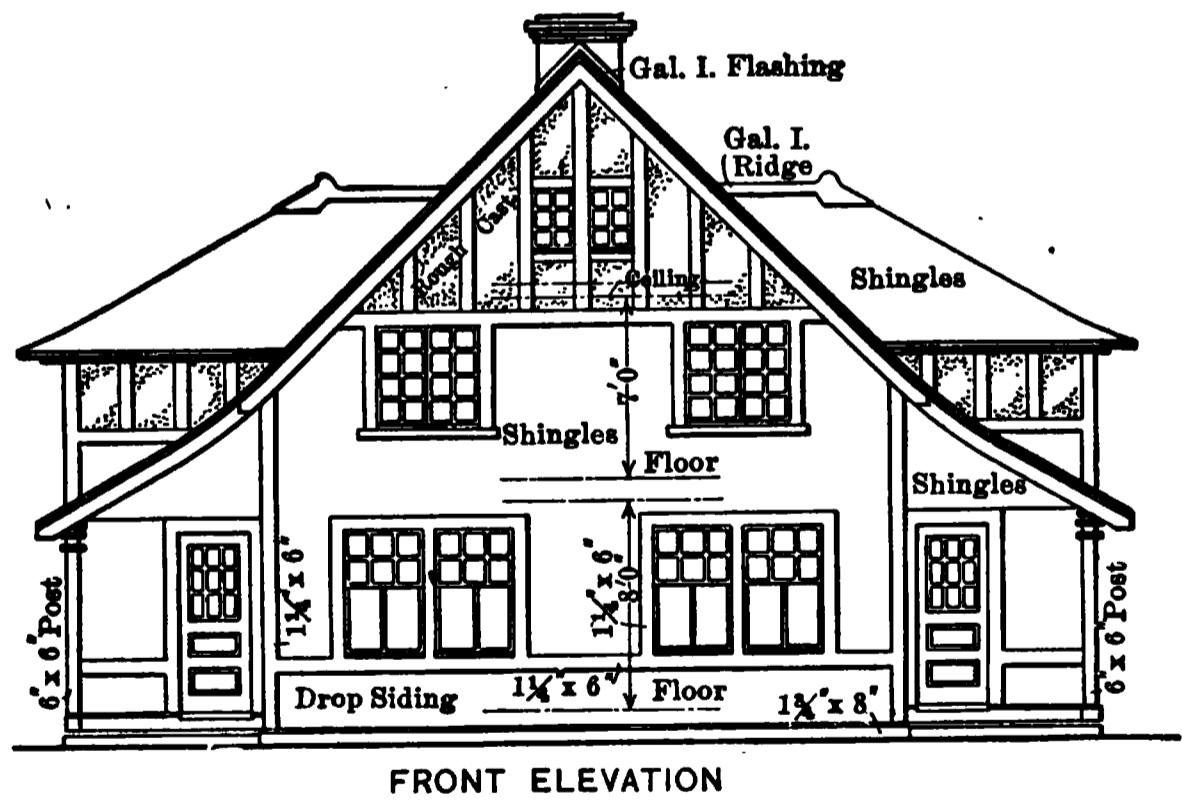 Gal. I. Flashing
Gal. I.
Ridge
Rough Cast
Ceiling
Shingles
7'0"
Shingles
Floor
Shingles
1¼" x 6"
1¼" x 6"
8'0"
6" x 6" Post
6" x 6" Post
Drop Siding
1¼" x 6"
Floor
1¾" x 8"
FRONT ELEVATION